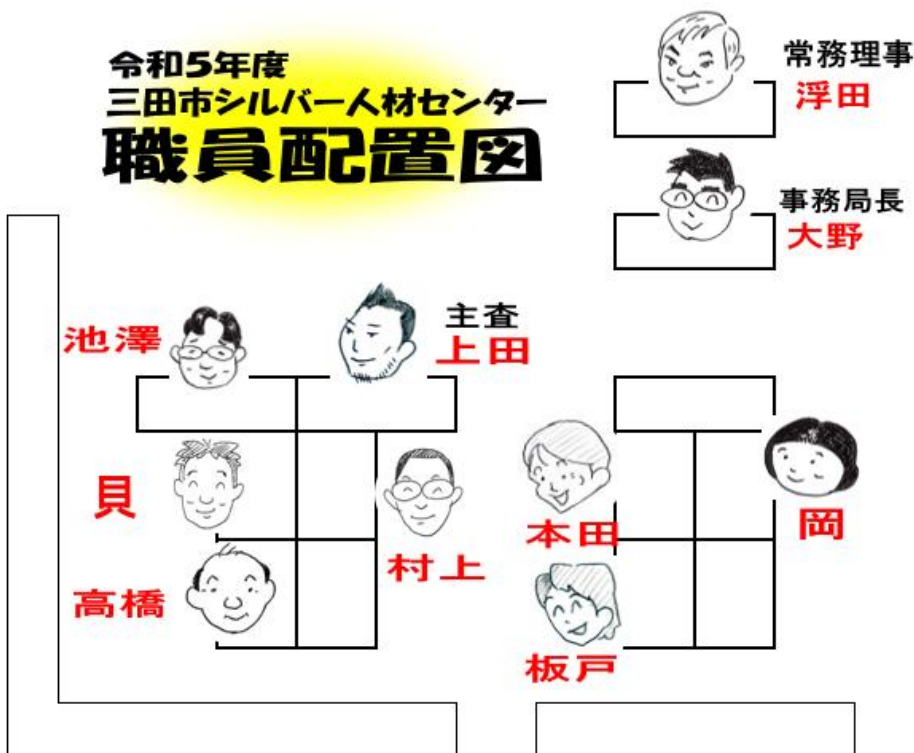 令和5年度
三田市シルバー人材センター
職員配置図
常務理事
浮田
事務局長
大野
池澤
主査
上田
貝
村上
高橋
本田
岡
板戸